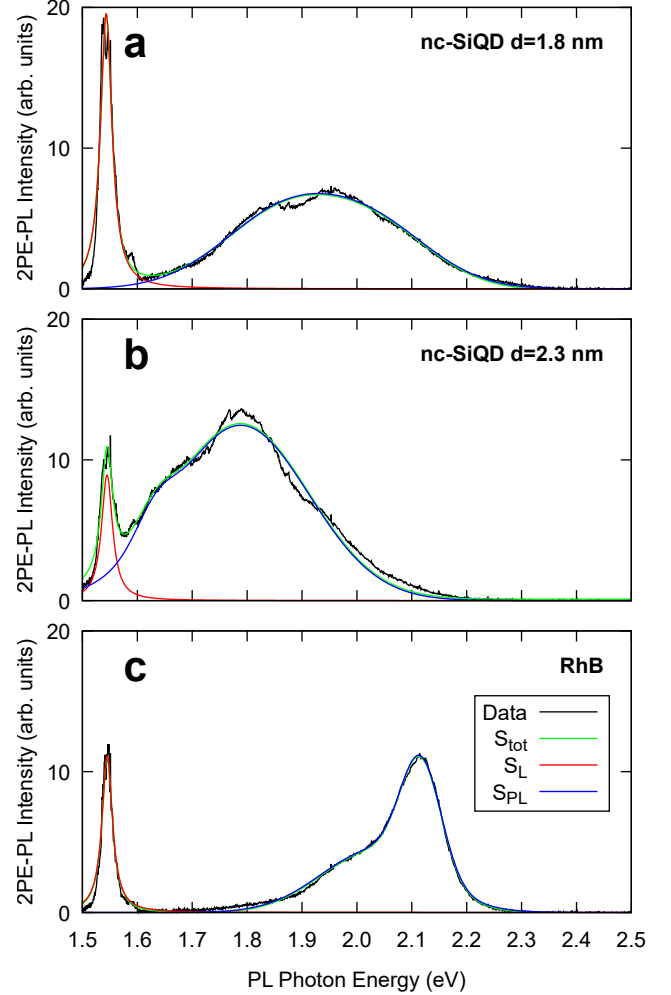 a
nc-SiQD d=1.8 nm
2PE-PL Intensity (arb. units)
20
10
0
b
nc-SiQD d=2.3 nm
2PE-PL Intensity (arb. units)
20
10
0
c
RhB
2PE-PL Intensity (arb. units)
20
10
0
Data
S_tot
S_L
S_PL
1.5 1.6 1.7 1.8 1.9 2.0 2.1 2.2 2.3 2.4 2.5
PL Photon Energy (eV)